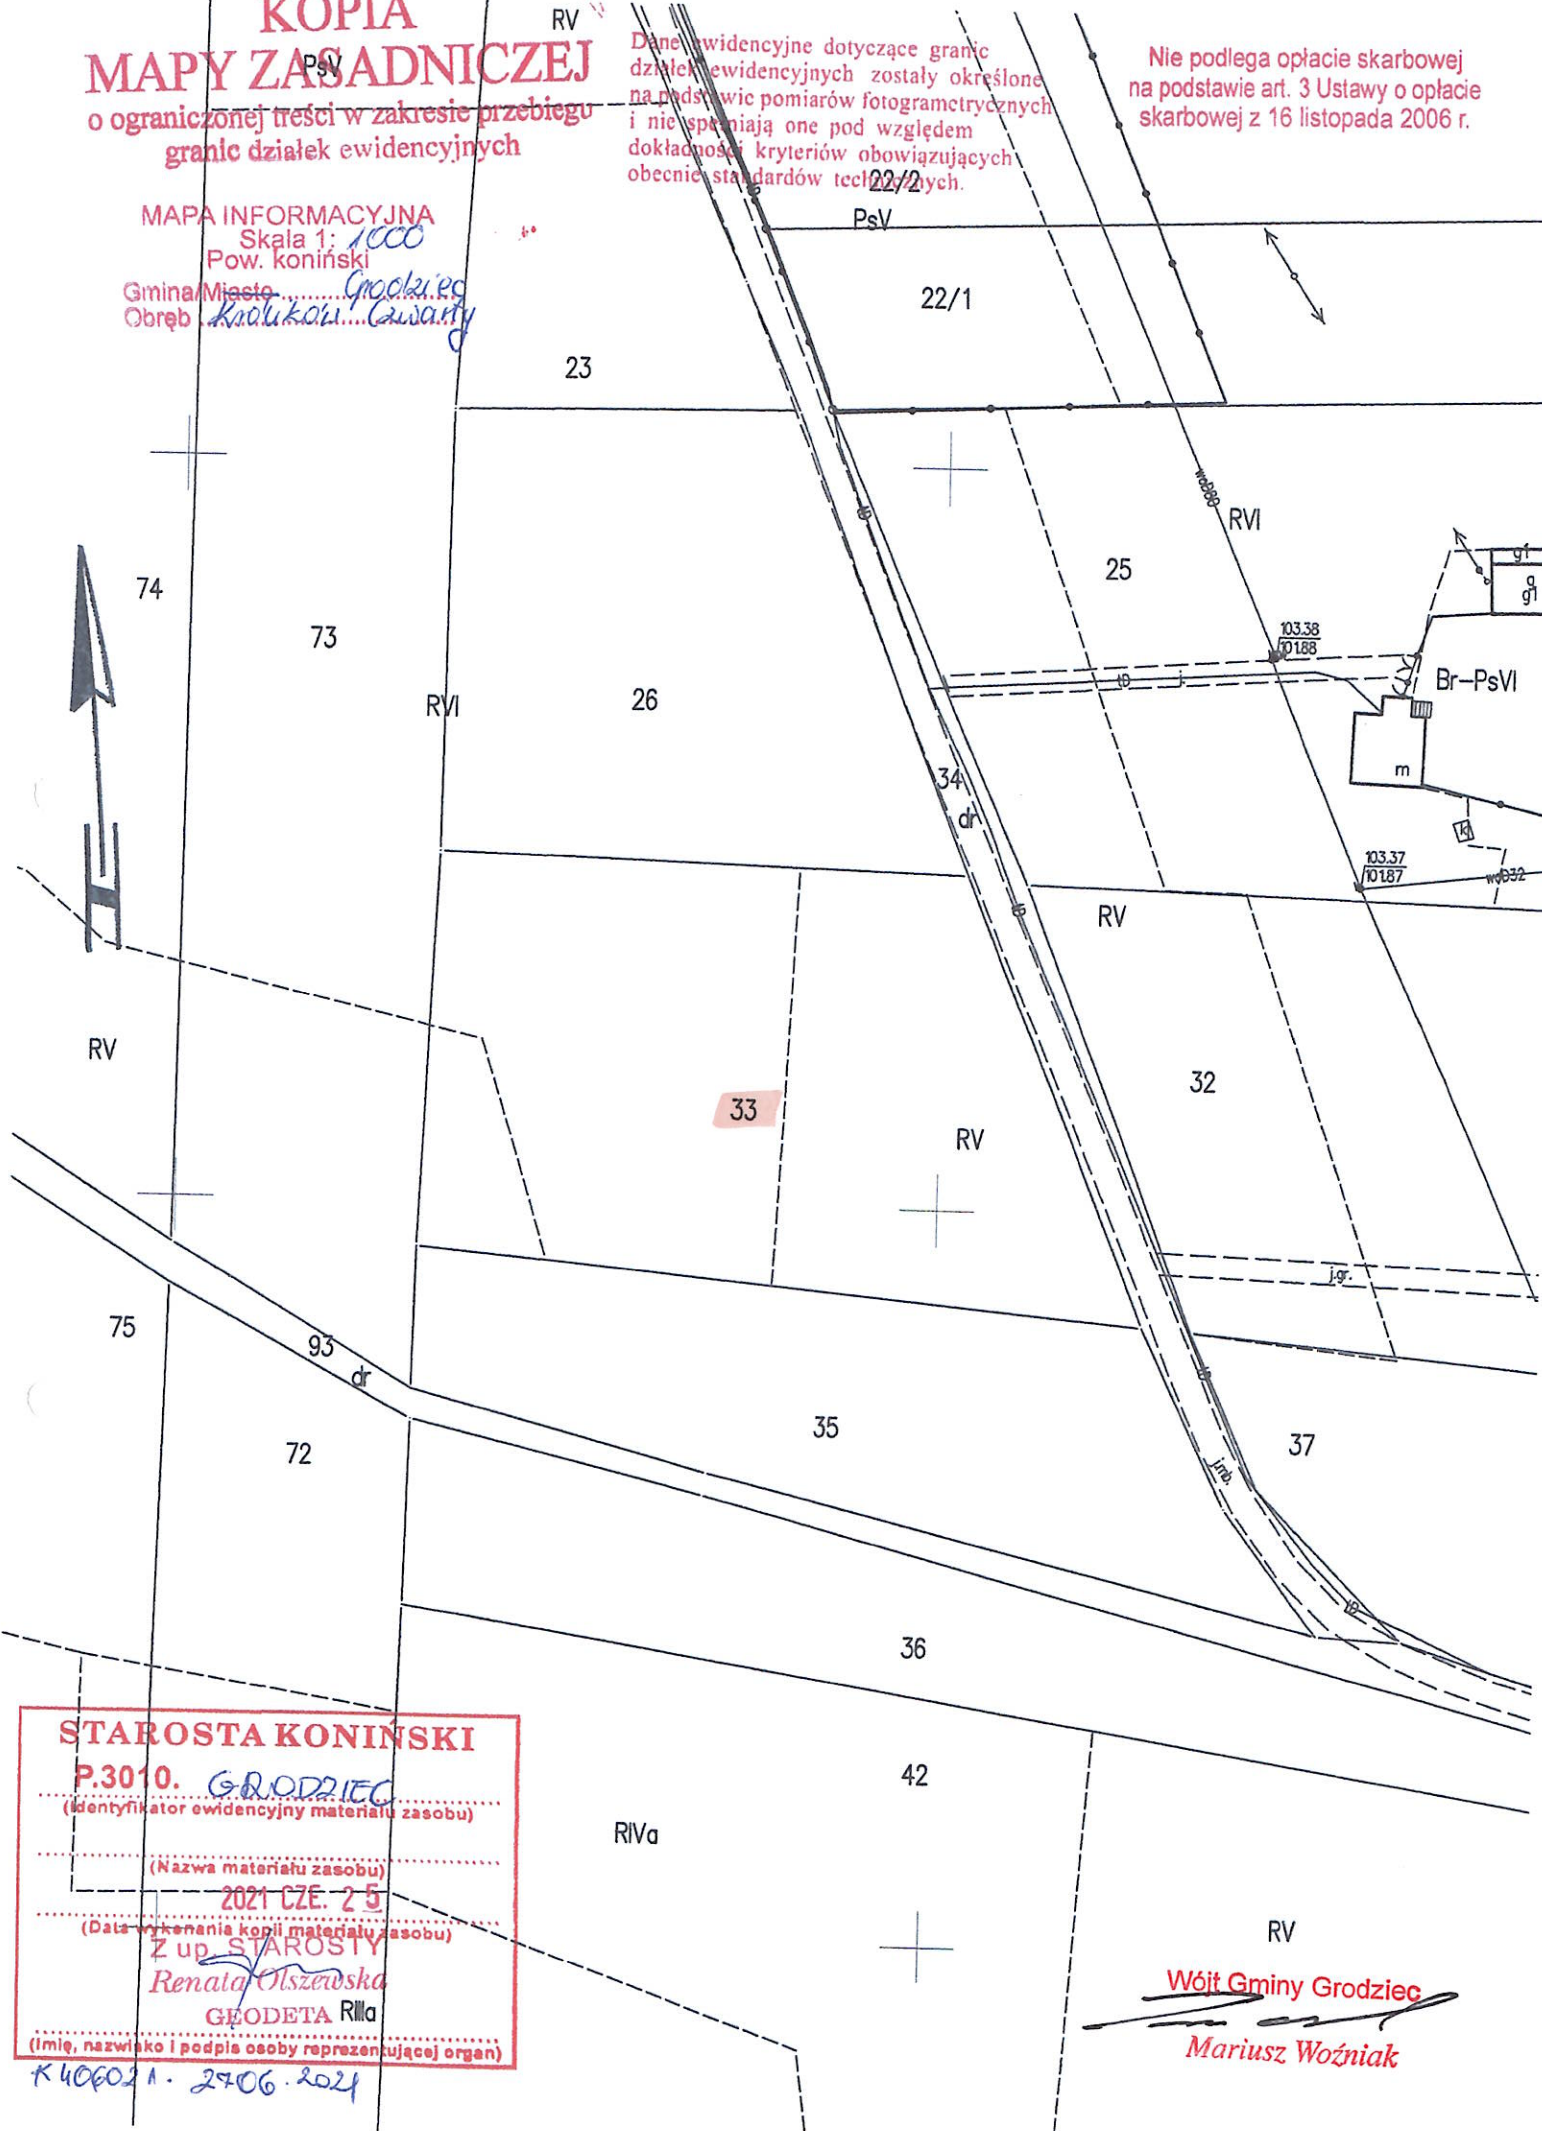 KOPIA
MAPY ZASADNICZEJ
o ograniczonej treści w zakresie przebiegu
granic działek ewidencyjnych
MAPA INFORMACYJNA
Skala 1: 1000
Pow. koniński
Gmina/Miasto Grodziec
Obręb Królików Czwarty
RV
PsV
Dane ewidencyjne dotyczące granic
działek ewidencyjnych zostały określone
na podstawie pomiarów fotogrametrycznych
i nie spełniają one pod względem
dokładności kryteriów obowiązujących
obecnie standardów technicznych.
Nie podlega opłacie skarbowej
na podstawie art. 3 Ustawy o opłacie
skarbowej z 16 listopada 2006 r.
22/2
PsV
22/1
23
RVI
25
74
73
RVI
26
103.38
101.88
g1
g
g1
Br-PsVI
tD
j.
m
34
dr
k
103.37
101.87
woD32
RV
RV
32
33
RV
j.gr.
75
93
dr
72
35
37
j.mb.
36
42
RIVa
RV
STAROSTA KONIŃSKI
P.3010. GRODZIEC
(Identyfikator ewidencyjny materiału zasobu)
(Nazwa materiału zasobu)
2021 CZE. 25
(Data wykonania kopii materiału zasobu)
Z up. STAROSTY
Renata Olszewska
GEODETA
RIIIa
(imię, nazwisko i podpis osoby reprezentującej organ)
2706.2021
Wójt Gminy Grodziec
Mariusz Woźniak